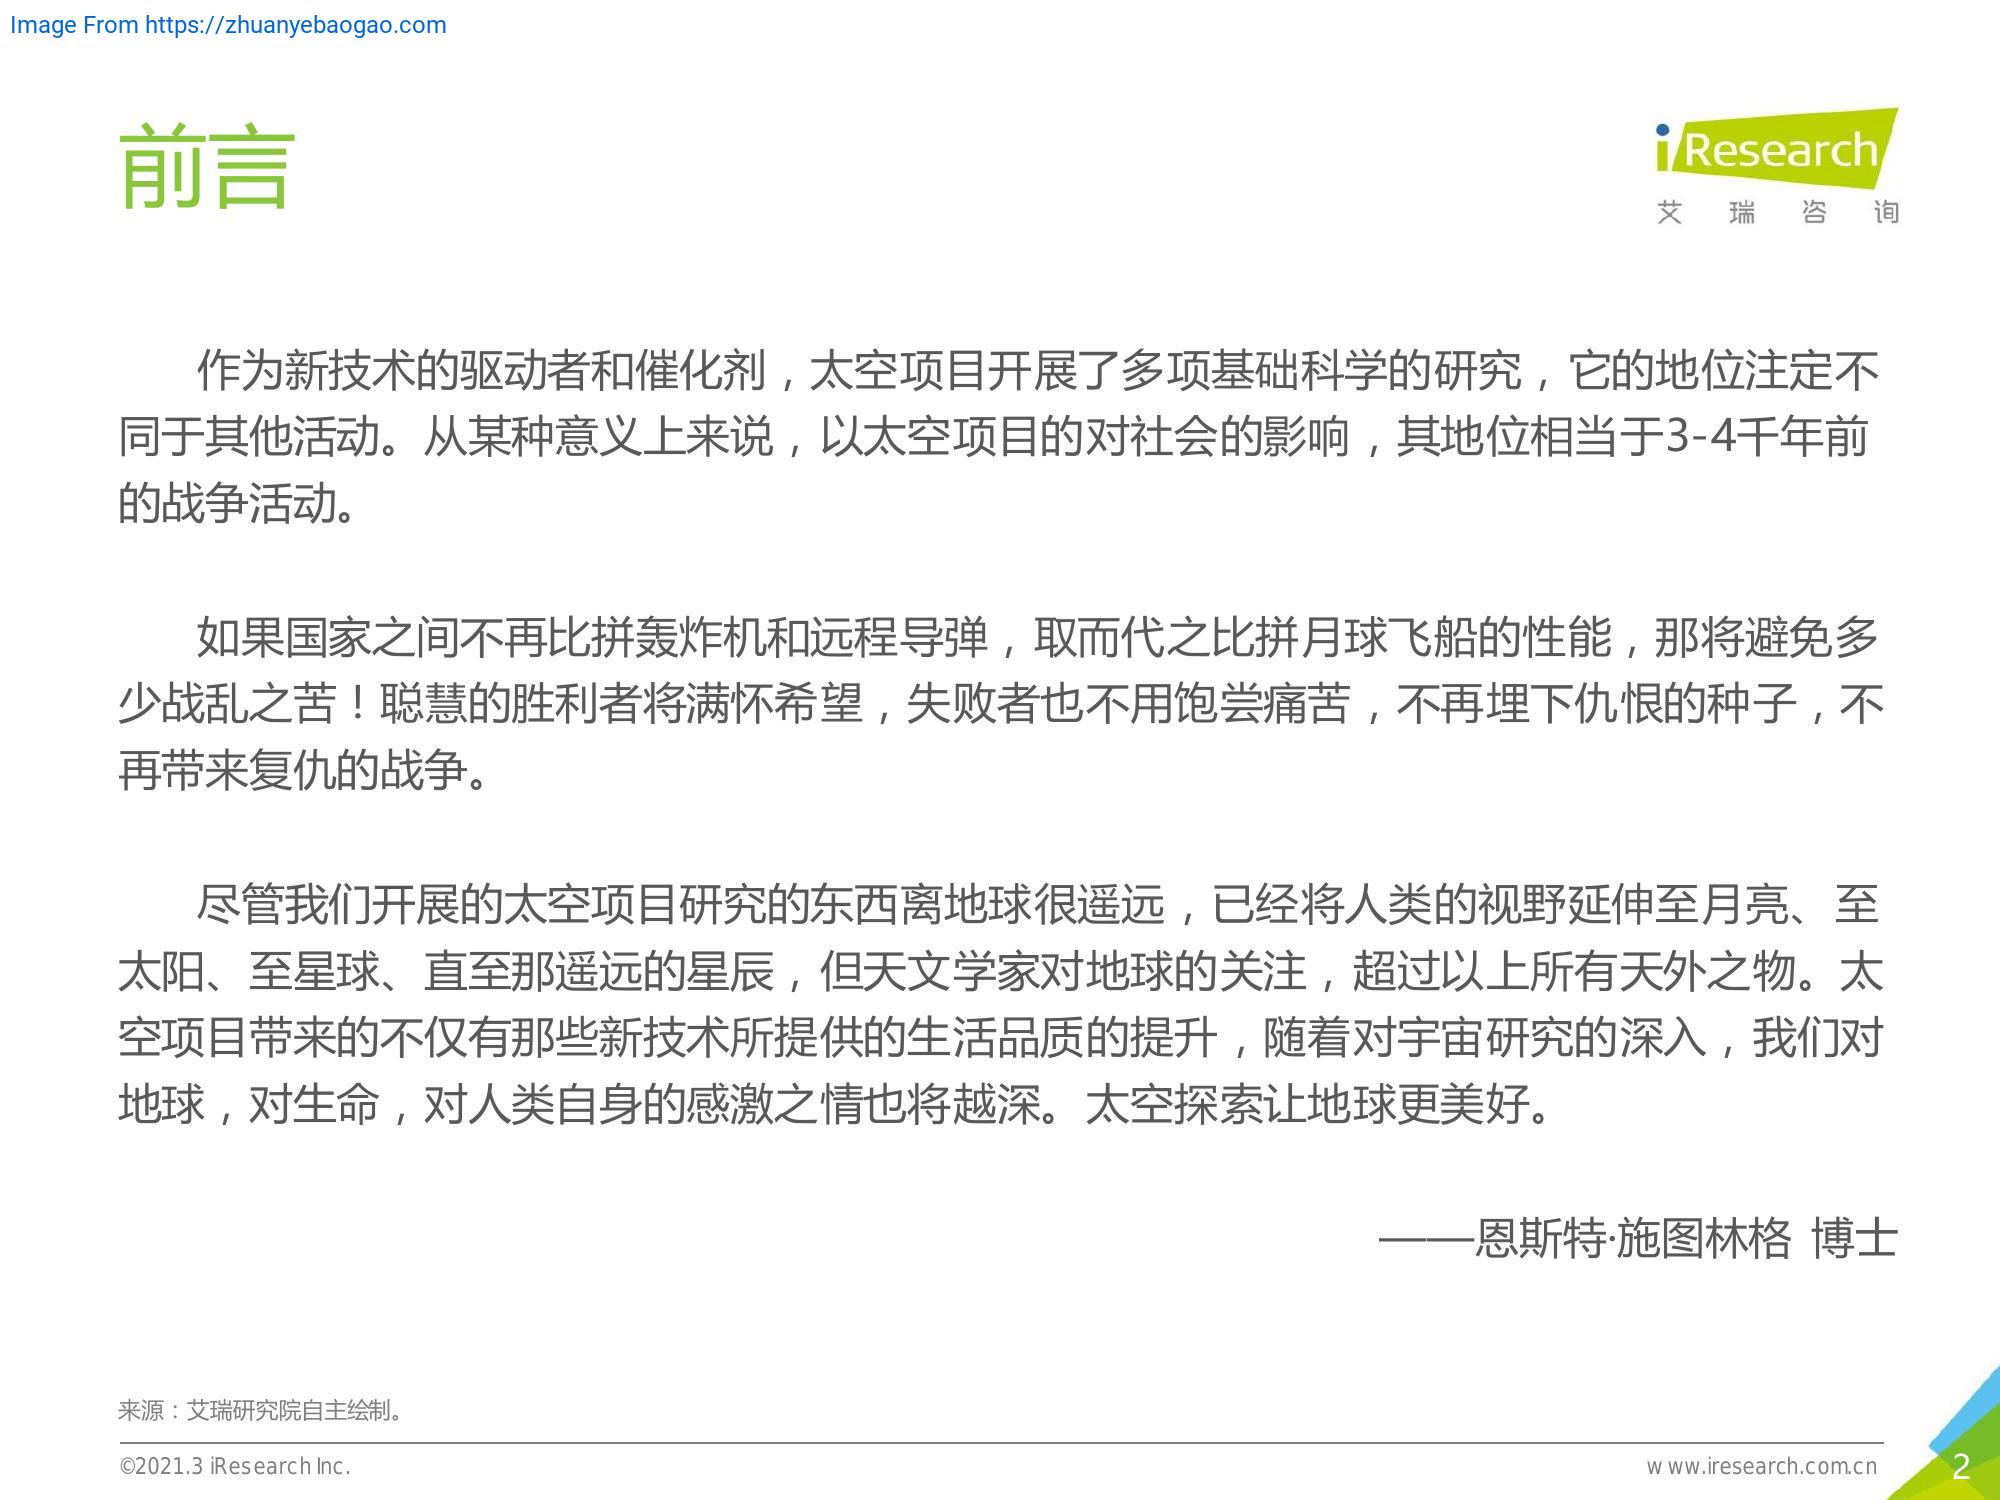 Image From https://zhuanyebaogao.com
前言
iResearch
艾瑞咨询
作为新技术的驱动者和催化剂，太空项目开展了多项基础科学的研究，它的地位注定不
同于其他活动。从某种意义上来说，以太空项目的对社会的影响，其地位相当于3-4千年前
的战争活动。
如果国家之间不再比拼轰炸机和远程导弹，取而代之比拼月球飞船的性能，那将避免多
少战乱之苦！聪慧的胜利者将满怀希望，失败者也不用饱尝痛苦，不再埋下仇恨的种子，不
再带来复仇的战争。
尽管我们开展的太空项目研究的东西离地球很遥远，已经将人类的视野延伸至月亮、至
太阳、至星球、直至那遥远的星辰，但天文学家对地球的关注，超过以上所有天外之物。太
空项目带来的不仅有那些新技术所提供的生活品质的提升，随着对宇宙研究的深入，我们对
地球，对生命，对人类自身的感激之情也将越深。太空探索让地球更美好。
——恩斯特·施图林格 博士
来源：艾瑞研究院自主绘制。
©2021.3 iResearch Inc.
www.iresearch.com.cn
2